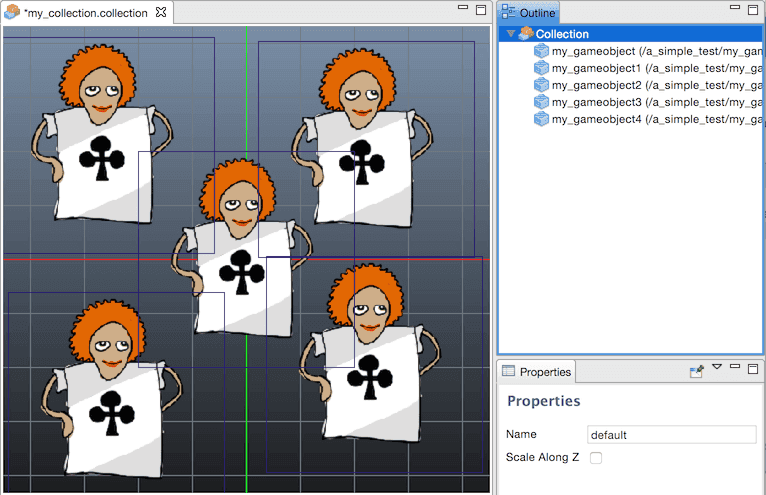 *my_collection.collection
Outline
Collection
my_gameobject (/a_simple_test/my_gam
my_gameobject1 (/a_simple_test/my_ga
my_gameobject2 (/a_simple_test/my_ga
my_gameobject3 (/a_simple_test/my_ga
my_gameobject4 (/a_simple_test/my_ga
Properties
Properties
Name
default
Scale Along Z